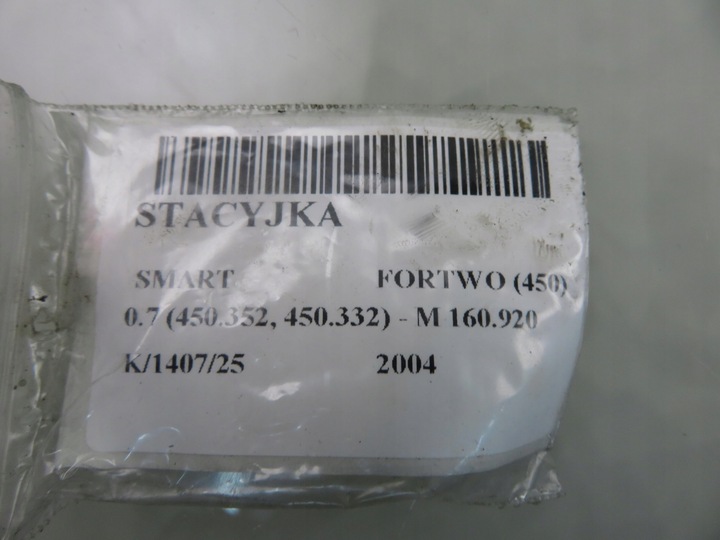 STACYJKA
SMART FORTWO (450)
0.7 (450.352, 450.332) - M 160.920
K/1407/25 2004